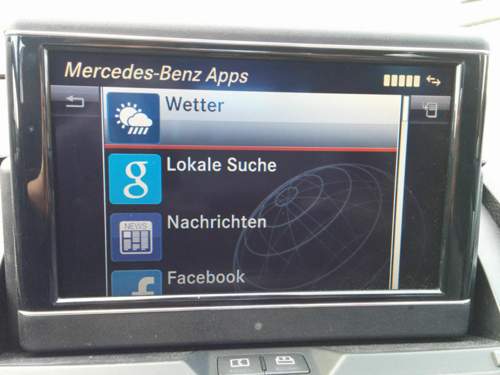 Mercedes-Benz Apps
Wetter
g
Lokale Suche
NEWS
Nachrichten
f
Facebook